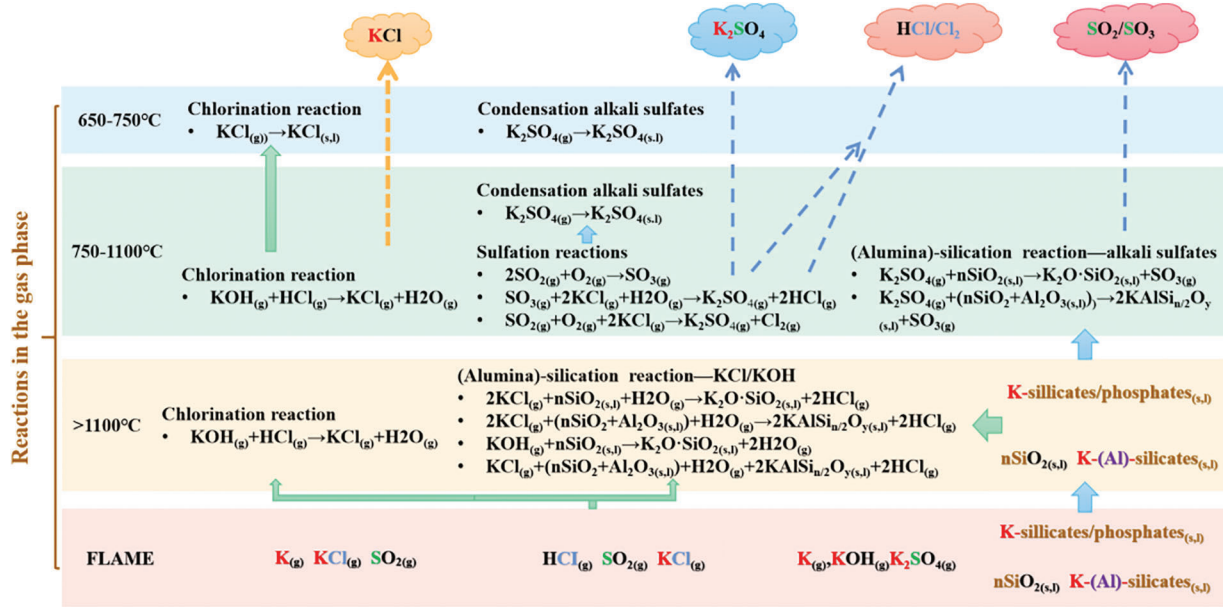 KCl
K₂SO₄
HCl/Cl₂
SO₂/SO₃
Reactions in the gas phase
650-750°C
Chlorination reaction
• KCl(g))→KCl(s,l)
Condensation alkali sulfates
• K₂SO₄(g)→K₂SO₄(s.l)
750-1100°C
Chlorination reaction
• KOH(g)+HCl(g)→KCl(g)+H2O(g)
Condensation alkali sulfates
• K₂SO₄(g)→K₂SO₄(s.l)
Sulfation reactions
• 2SO₂(g)+O₂(g)→SO₃(g)
• SO₃(g)+2KCl(g)+H2O(g)→K₂SO₄(g)+2HCl(g)
• SO₂(g)+O₂(g)+2KCl(g)→K₂SO₄(g)+Cl₂(g)
(Alumina)-silication reaction—alkali sulfates
• K₂SO₄(g)+nSiO₂(s,l)→K₂O·SiO₂(s,l)+SO₃(g)
• K₂SO₄(g)+(nSiO₂+Al₂O₃(s,l))→2KAlSin/2Oy
(s,l)+SO₃(g)
>1100°C
Chlorination reaction
• KOH(g)+HCl(g)→KCl(g)+H2O(g)
(Alumina)-silication reaction—KCl/KOH
• 2KCl(g)+nSiO₂(s,l)+H2O(g)→K₂O·SiO₂(s,l)+2HCl(g)
• 2KCl(g)+(nSiO₂+Al₂O₃(s,l))+H2O(g)→2KAlSin/2Oy(s,l)+2HCl(g)
• KOH(g)+nSiO₂(s,l)→K₂O·SiO₂(s,l)+2H2O(g)
• KCl(g)+(nSiO₂+Al₂O₃(s,l))+H2O(g)+2KAlSin/2Oy(s,l)+2HCl(g)
K-sillicates/phosphates(s,l)
nSiO₂(s,l) K-(Al)-silicates(s,l)
FLAME
K(g) KCl(g) SO₂(g)
HCl(g) SO₂(g) KCl(g)
K(g),KOH(g)K₂SO₄(g)
K-sillicates/phosphates(s,l)
nSiO₂(s,l) K-(Al)-silicates(s,l)